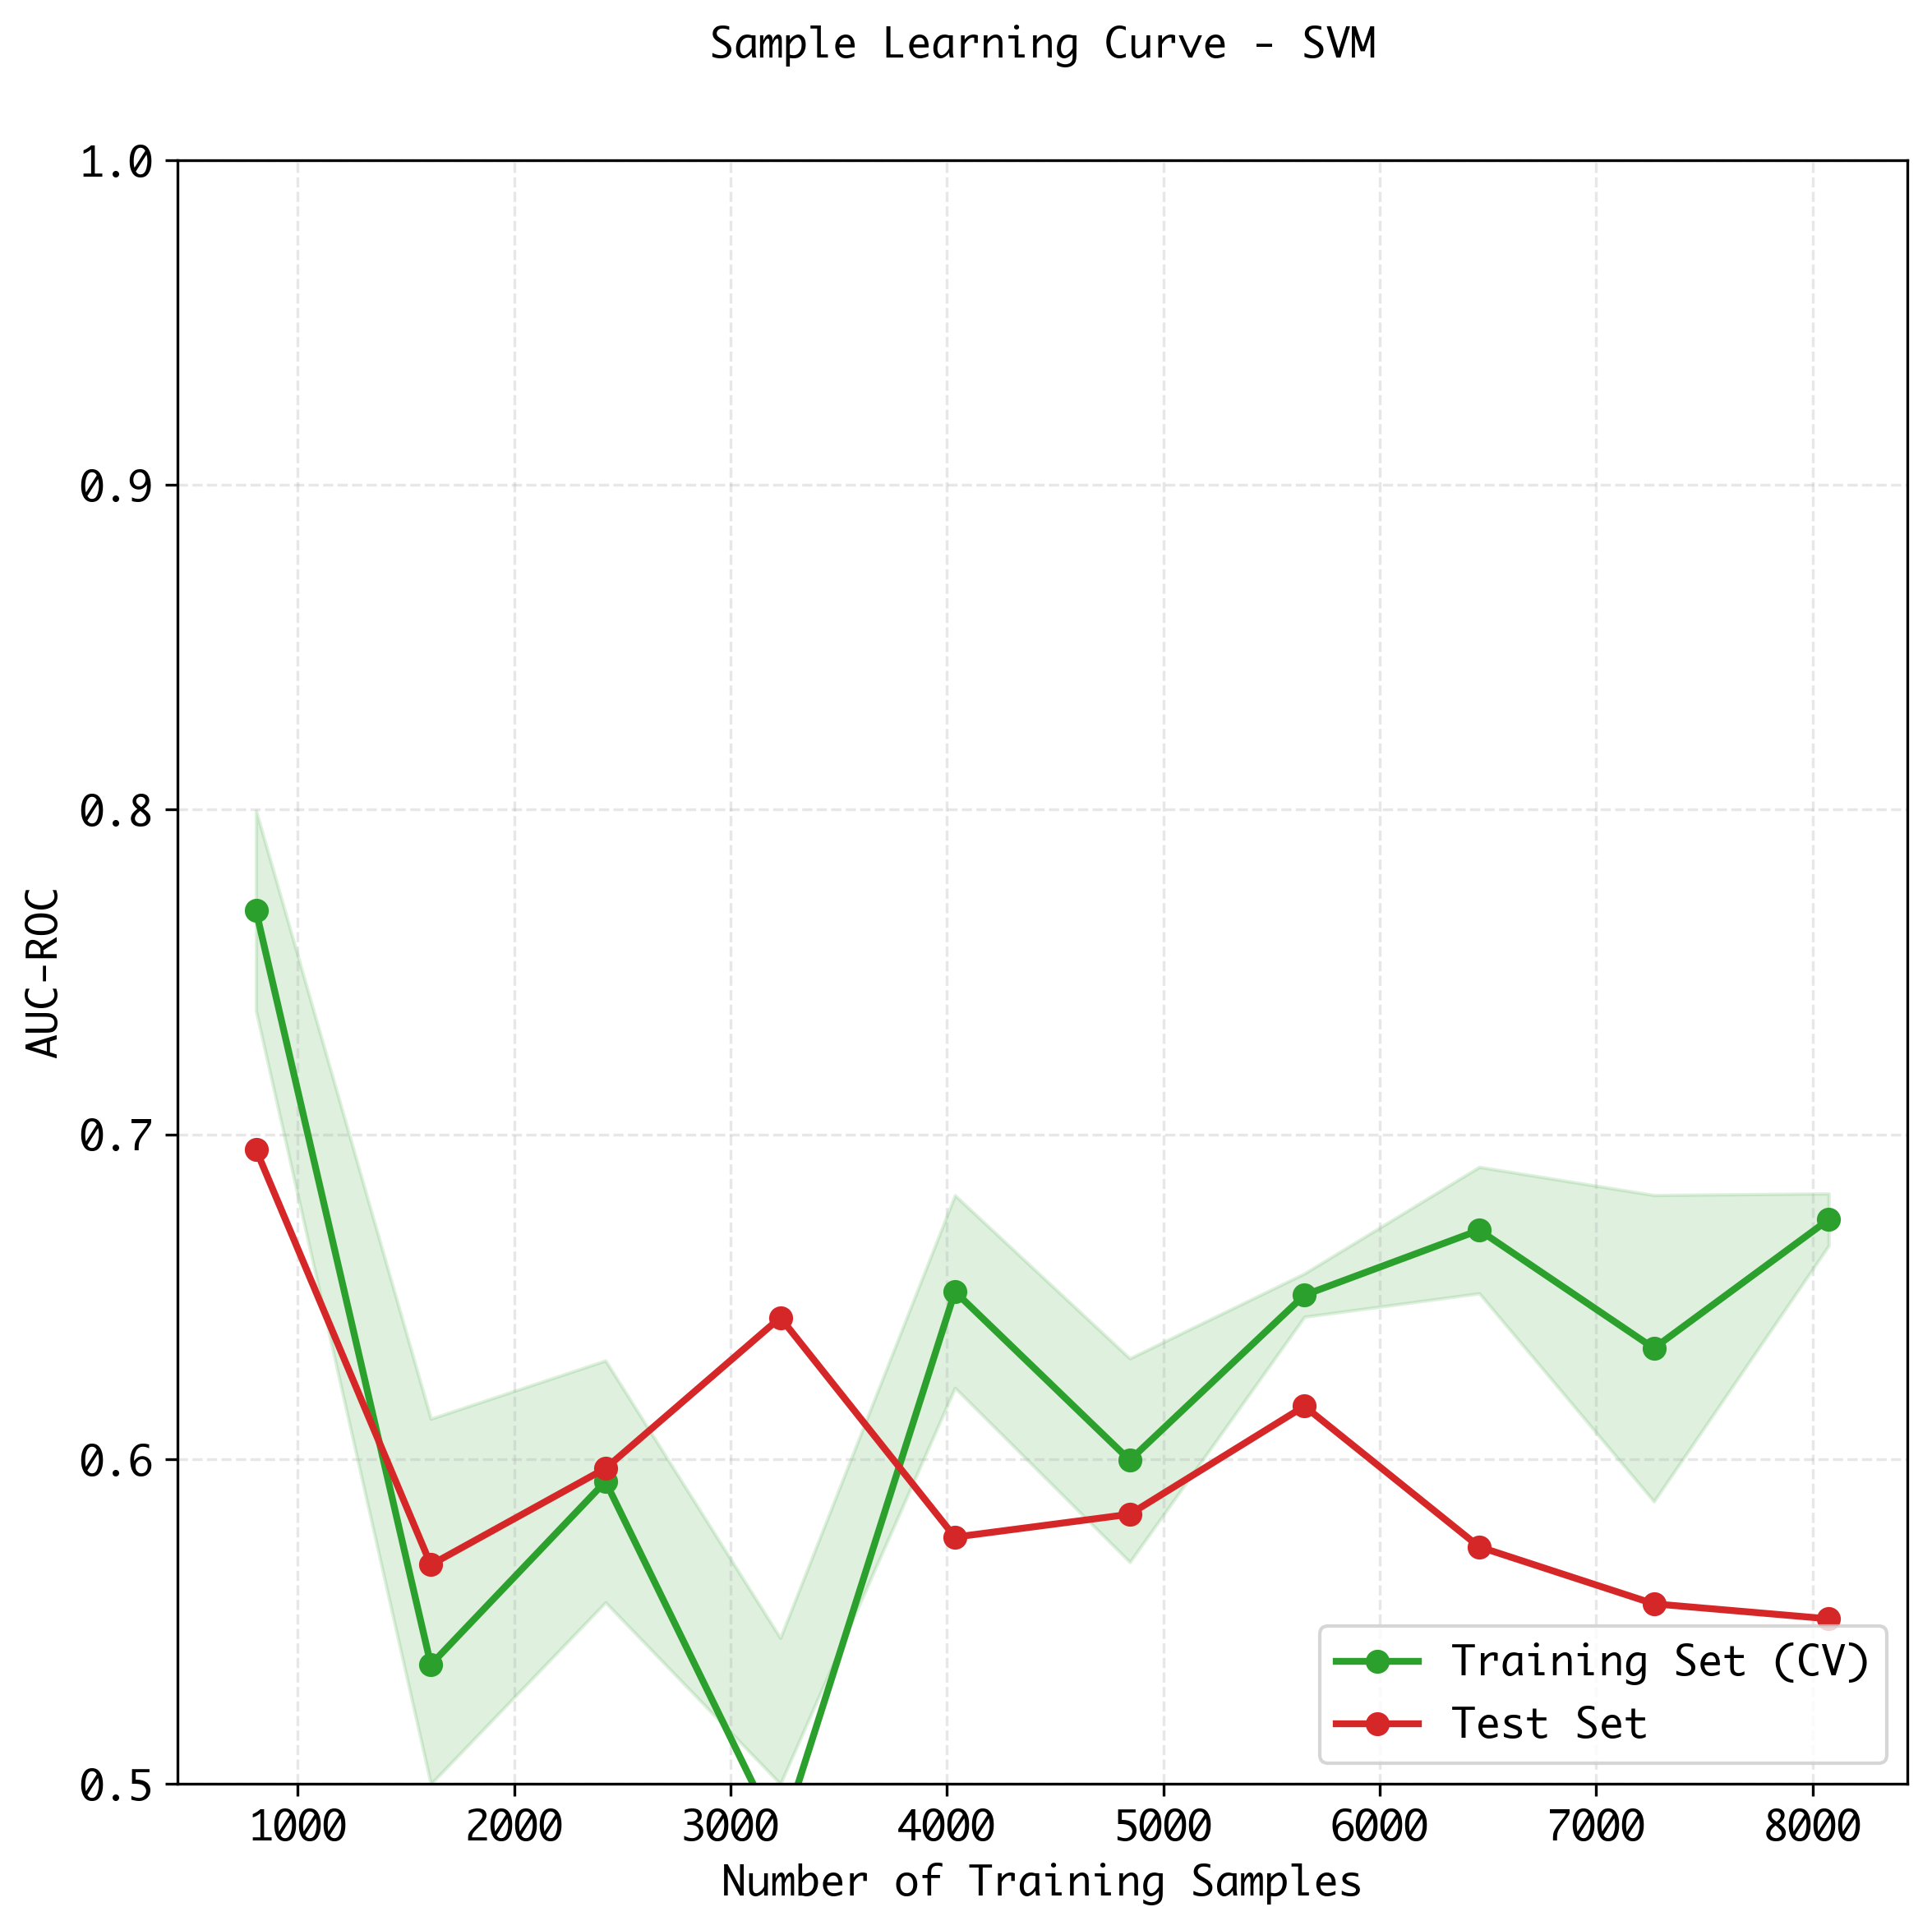 Sample Learning Curve - SVM
1.0
0.9
0.8
0.7
0.6
0.5
AUC-ROC
1000 2000 3000 4000 5000 6000 7000 8000
Number of Training Samples
Training Set (CV)
Test Set